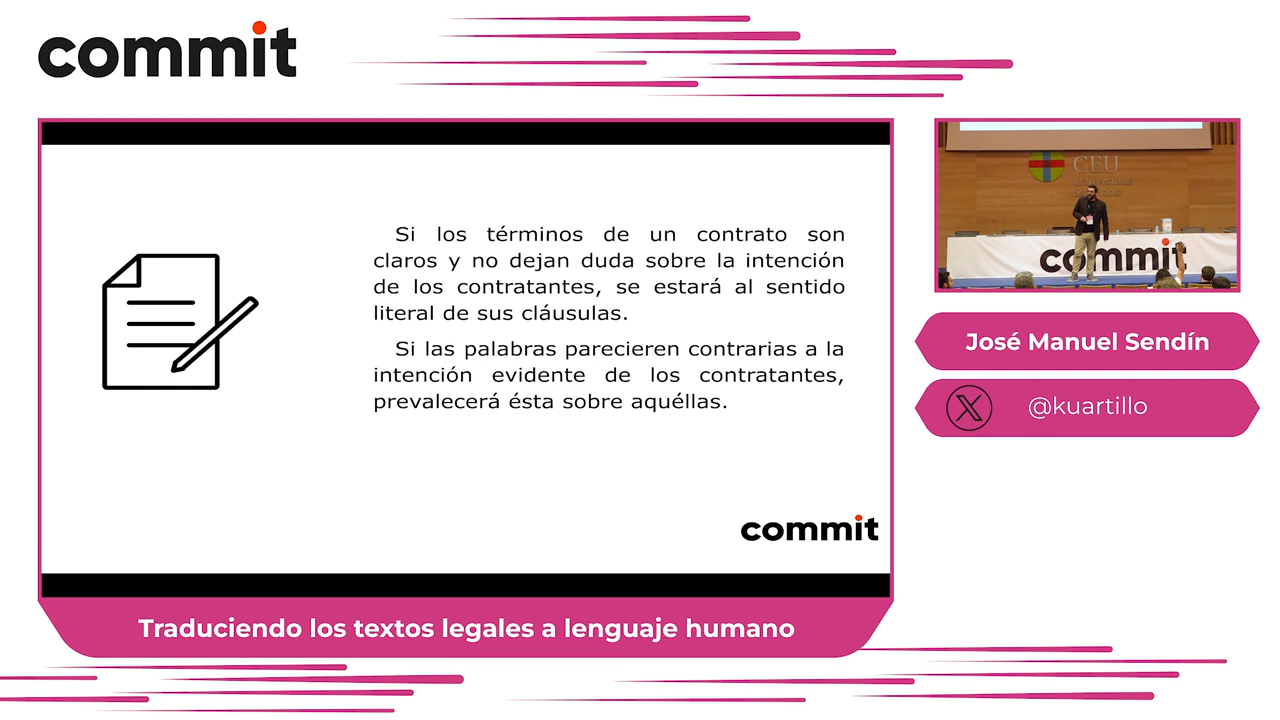 commit
Si los términos de un contrato son
claros y no dejan duda sobre la intención
de los contratantes, se estará al sentido
literal de sus cláusulas.
Si las palabras parecieren contrarias a la
intención evidente de los contratantes,
prevalecerá ésta sobre aquéllas.
commit
Traduciendo los textos legales a lenguaje humano
CEU
commit
José Manuel Sendín
@kuartillo